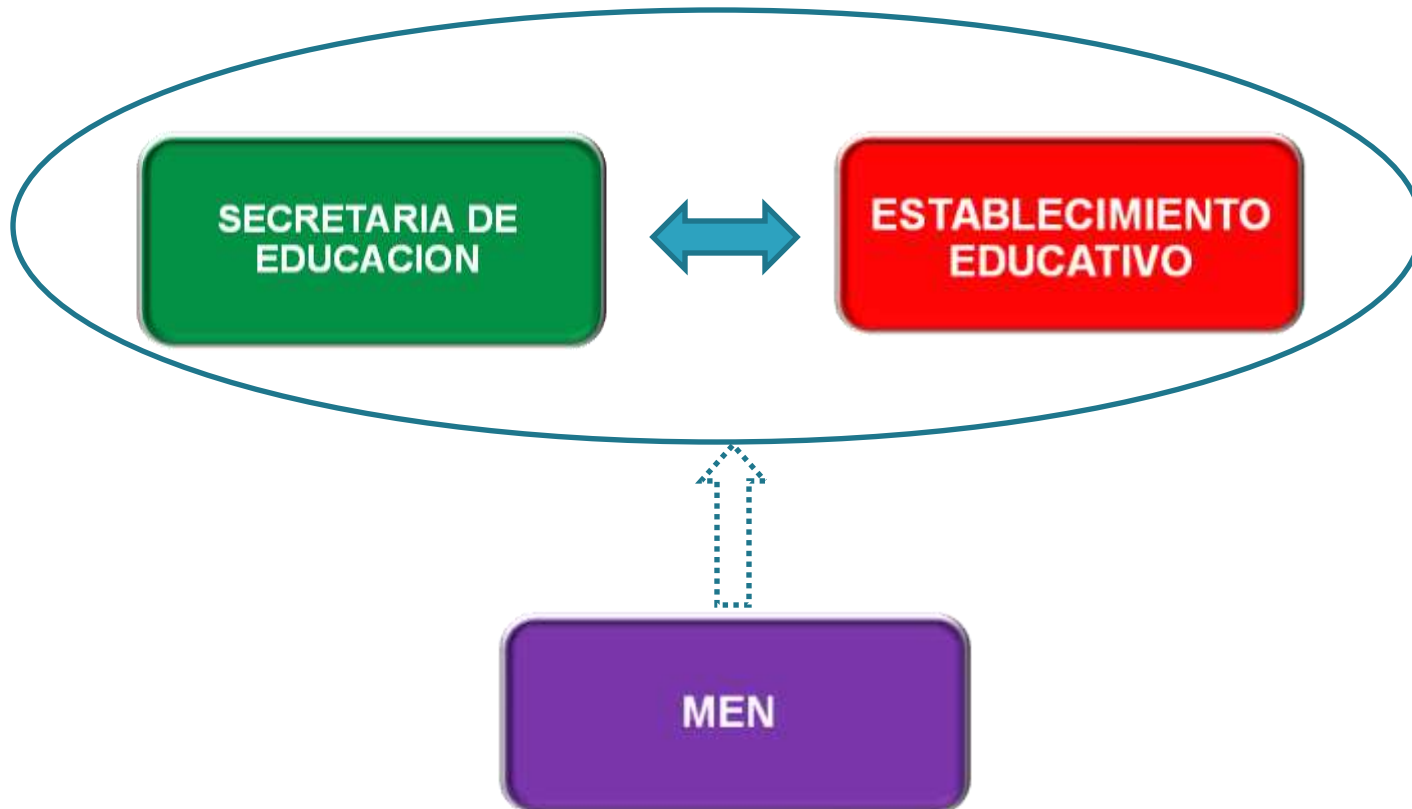 SECRETARIA DE
EDUCACION
ESTABLECIMIENTO
EDUCATIVO
MEN